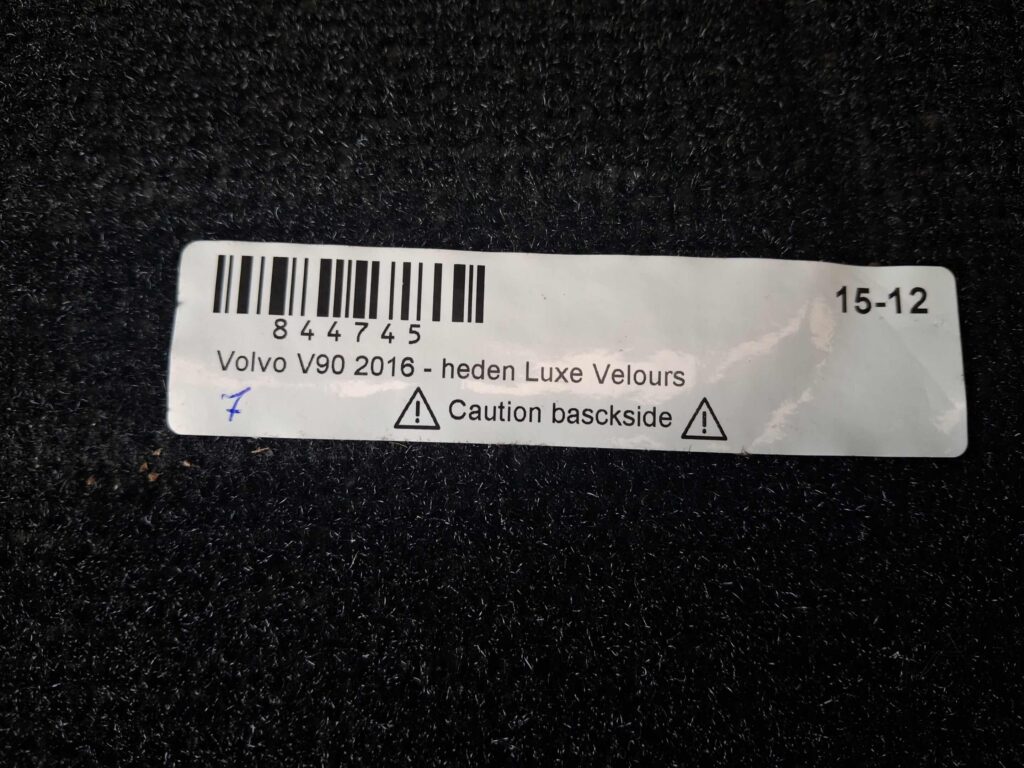 15-12
844745
Volvo V90 2016 - heden Luxe Velours
7
Caution basckside